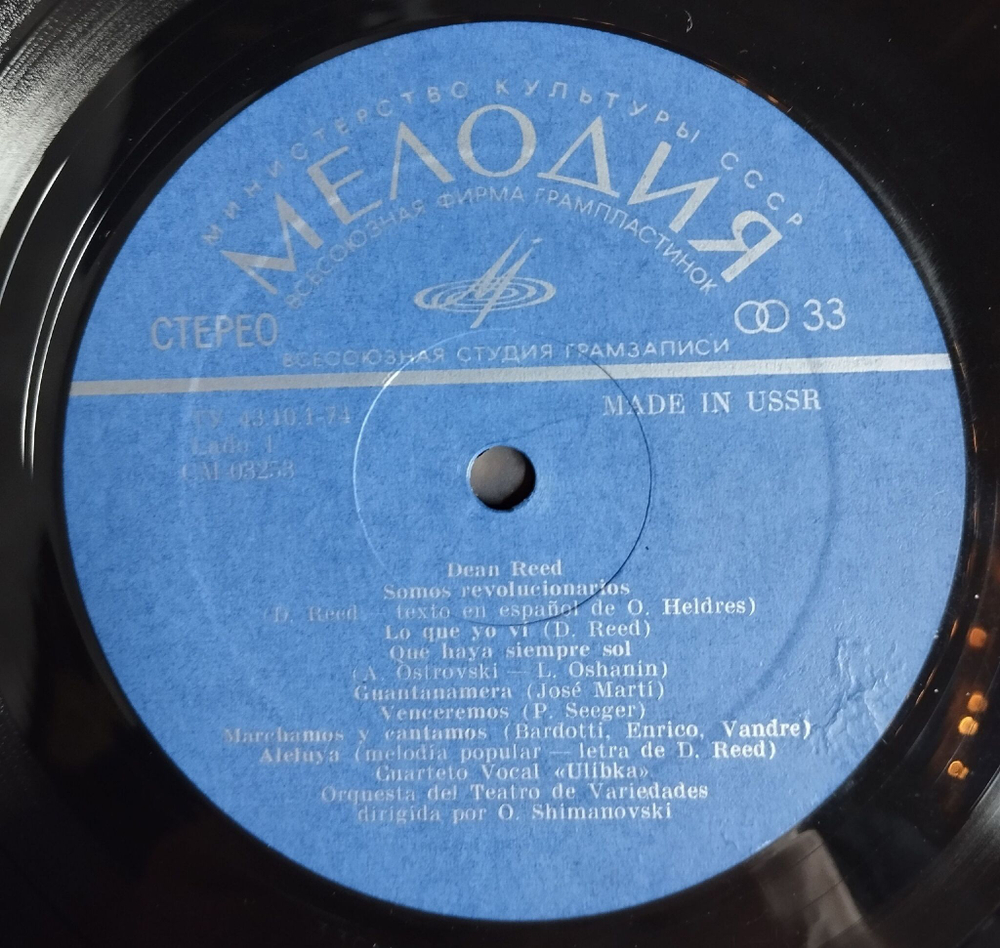 МИНИСТЕРСТВО КУЛЬТУРЫ СССР
МЕЛОДИЯ
ВСЕСОЮЗНАЯ ФИРМА ГРАМПЛАСТИНОК
СТЕРЕО
33
ВСЕСОЮЗНАЯ СТУДИЯ ГРАМЗАПИСИ
MADE IN USSR
TY 43.10.1-74
Lado 1
CM 03253
Dean Reed
Somos revolucionarios
(D. Reed — texto en español de O. Heldres)
Lo que yo vi (D. Reed)
Que haya siempre sol
(A. Ostrovski — L. Oshanin)
Guantanamera (José Martí)
Venceremos (P. Seeger)
Marchamos y cantamos (Bardotti, Enrico, Vandre)
Aleluya (melodía popular — letra de D. Reed)
Cuarteto Vocal «Ulibka»
Orquesta del Teatro de Variedades
dirigida por O. Shimanovski